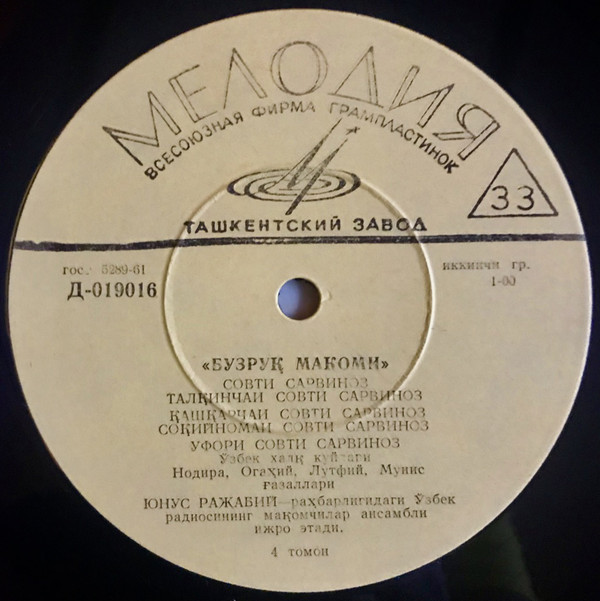 МЕЛОДИЯ
ВСЕСОЮЗНАЯ ФИРМА ГРАМПЛАСТИНОК
33
ТАШКЕНТСКИЙ ЗАВОД
гос. 5289-61
Д-019016
иккинчи гр.
1-00
«БУЗРУҚ МАКОМИ»
СОВТИ САРВИНОЗ
ТАЛҚИНЧАИ СОВТИ САРВИНОЗ
ҚАШҚАРЧАИ СОВТИ САРВИНОЗ
СОҚИЙНОМАИ СОВТИ САРВИНОЗ
УФОРИ СОВТИ САРВИНОЗ
Ўзбек халқ куйтаги
Нодира, Огаҳий, Лутфий, Мунис
ғазаллари
ЮНУС РАЖАБИЙ—раҳбарлигидаги Ўзбек
радиосининг мақомчилар ансамбли
ижро этади.
4 томон